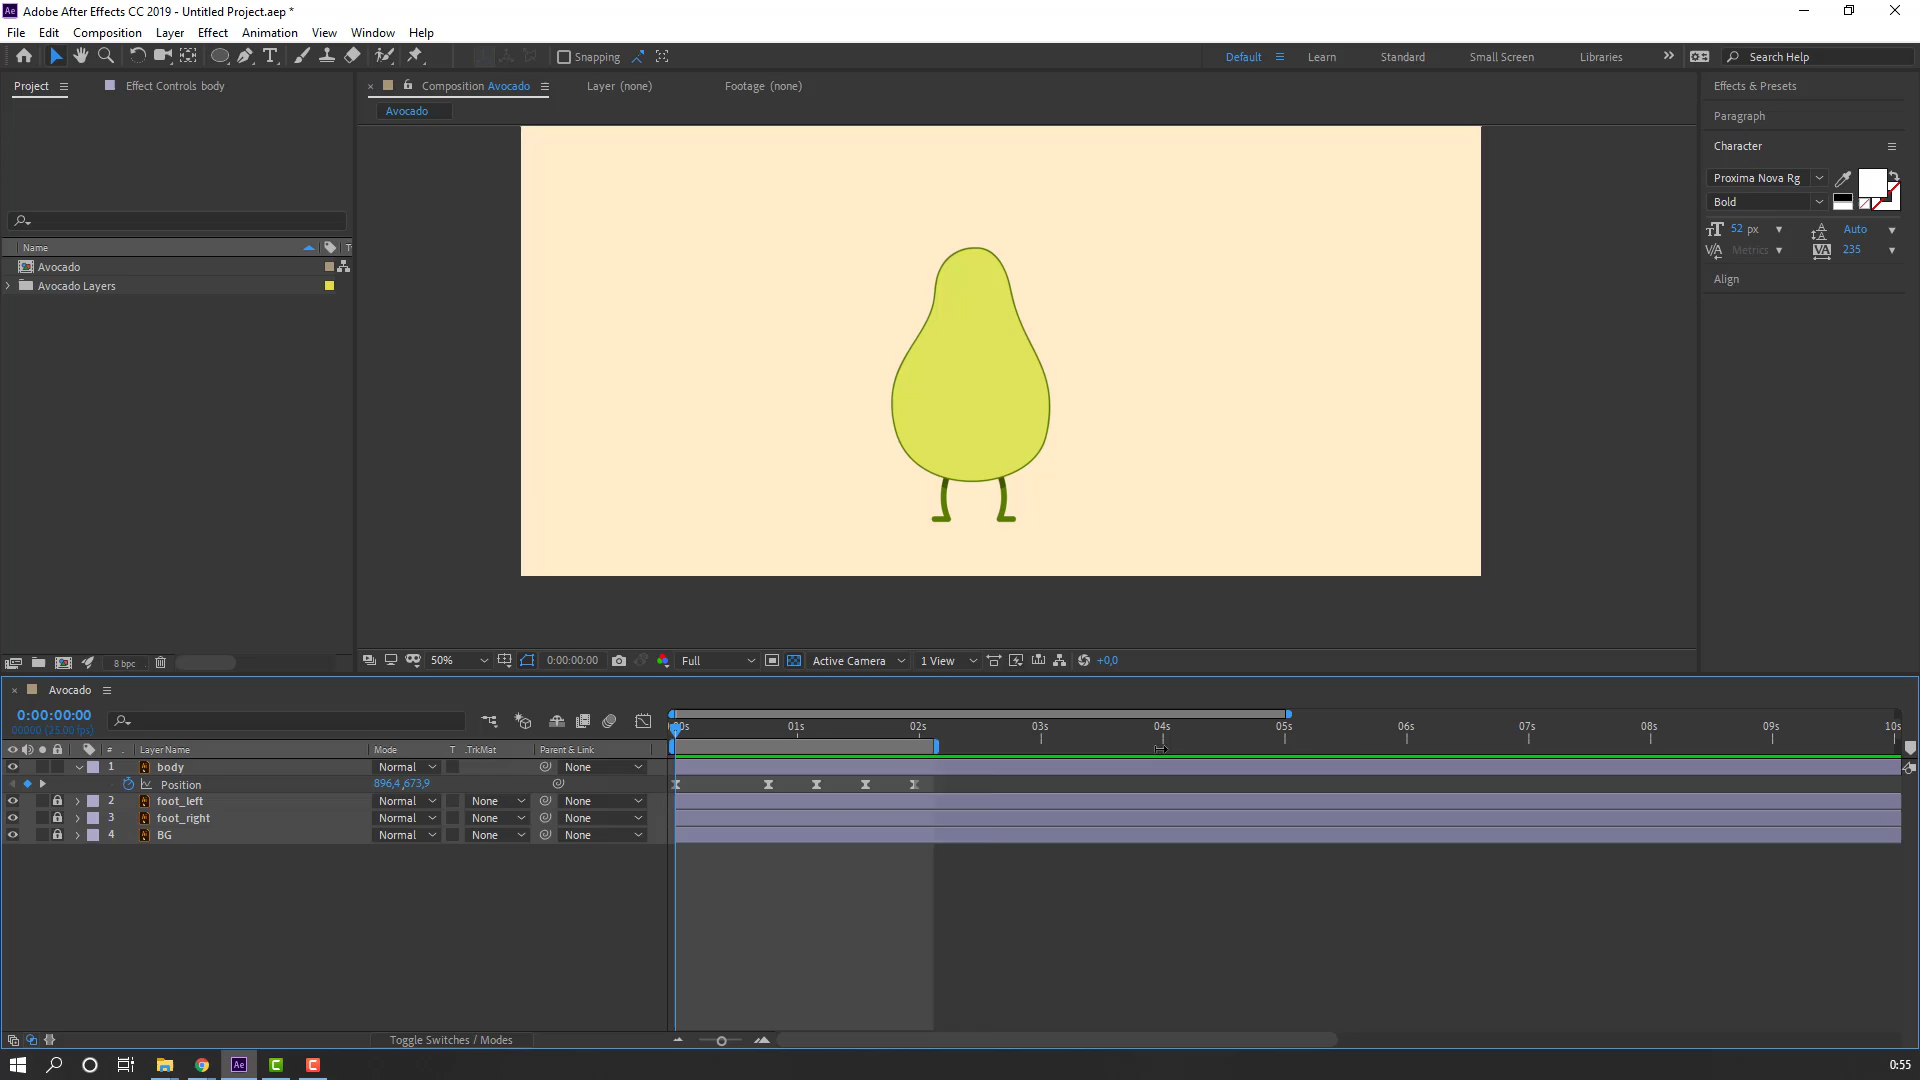 Ae Adobe After Effects CC 2019 - Untitled Project.aep *
File Edit Composition Layer Effect Animation View Window Help
Snapping Default Learn Standard Small Screen Libraries Search Help
Project Effect Controls body Composition Avocado Layer (none) Footage (none)
Avocado
Effects & Presets
Paragraph
Character
Proxima Nova Rg
Bold
52 px Auto
Metrics 235
Align
Name T
Avocado
Avocado Layers
8 bpc 50% 0:00:00:00 Full Active Camera 1 View +0,0
Avocado
0:00:00:00
00000 (25.00 fps)
:00s 01s 02s 03s 04s 05s 06s 07s 08s 09s 10s
# . Layer Name Mode T .TrkMat Parent & Link
1 body Normal None
Position 896,4,673,9
2 foot_left Normal None None
3 foot_right Normal None None
4 BG Normal None None
Toggle Switches / Modes
Ae C C 0:55